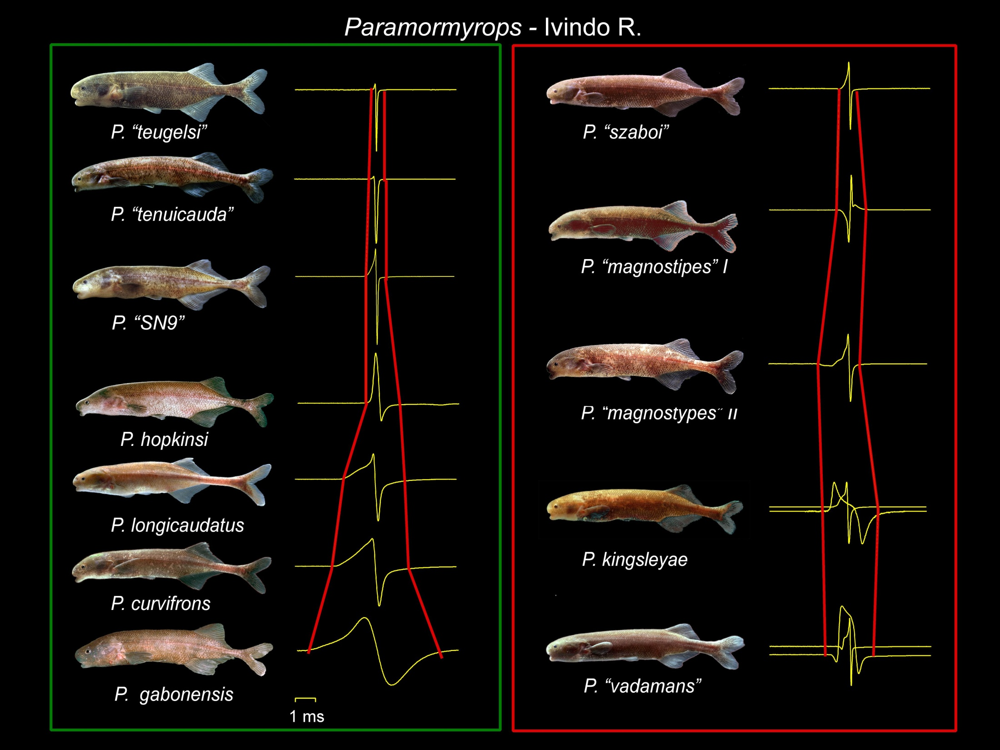 Paramormyrops - Ivindo R.
P. “teugelsi”
P. “tenuicauda”
P. “SN9”
P. hopkinsi
P. longicaudatus
P. curvifrons
P. gabonensis
1 ms
P. “szaboi”
P. “magnostipes” I
P. “magnostypes” II
P. kingsleyae
P. “vadamans”